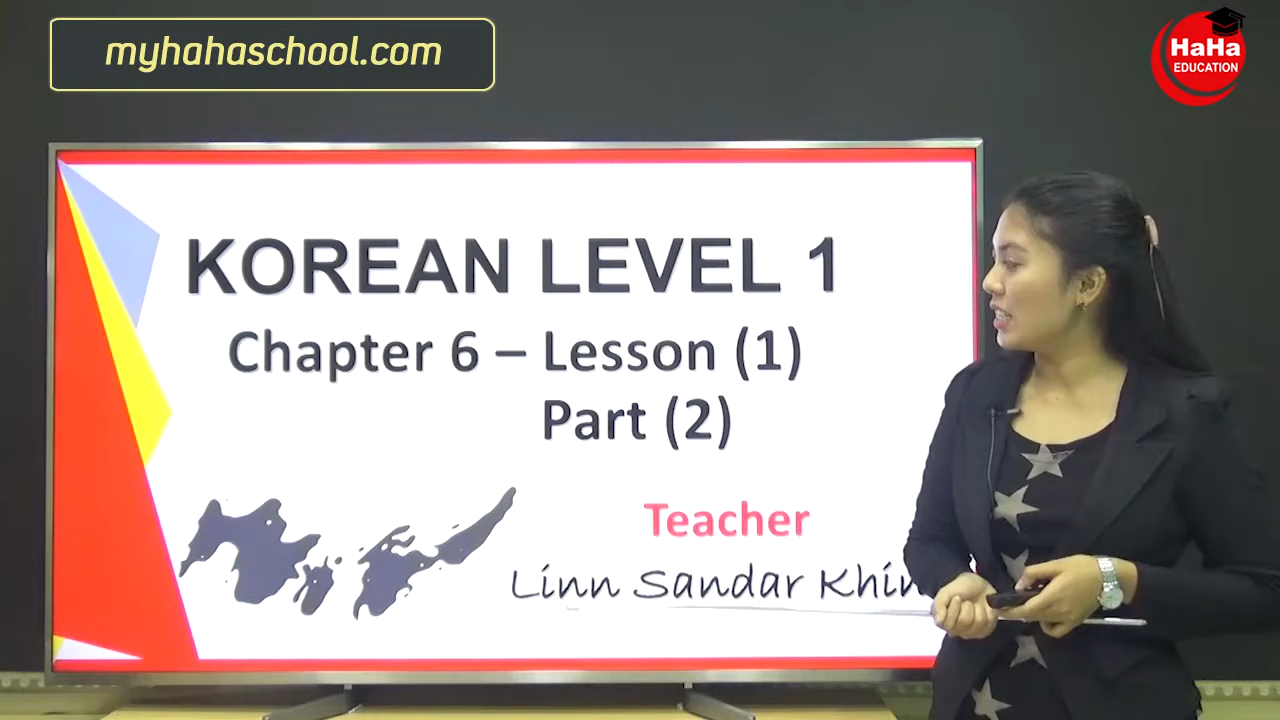 myhahaschool.com
HaHa
EDUCATION
KOREAN LEVEL 1
Chapter 6 – Lesson (1)
Part (2)
Teacher
Linn Sandar Khin